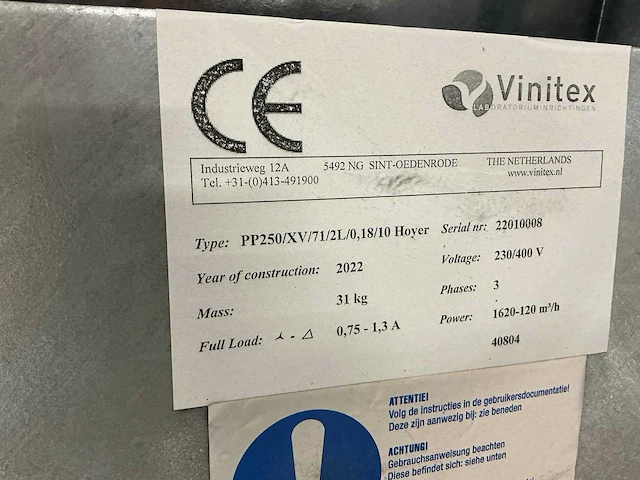 CE
Vinitex
LABORATORIUMINRICHTINGEN
Industrieweg 12A 5492 NG SINT-OEDENRODE THE NETHERLANDS
Tel. +31-(0)413-491900 www.vinitex.nl
Type: PP250/XV/71/2L/0,18/10 Hoyer Serial nr: 22010008
Year of construction: 2022 Voltage: 230/400 V
Mass: 31 kg Phases: 3
Full Load: ⅄ - △ 0,75 - 1,3 A Power: 1620-120 m³/h
40804
ATTENTIE!
Volg de instructies in de gebruikersdocumentatie!
Deze zijn aanwezig bij: zie beneden
ACHTUNG!
Gebrauchsanweisung beachten
Diese befindet sich: siehe unten